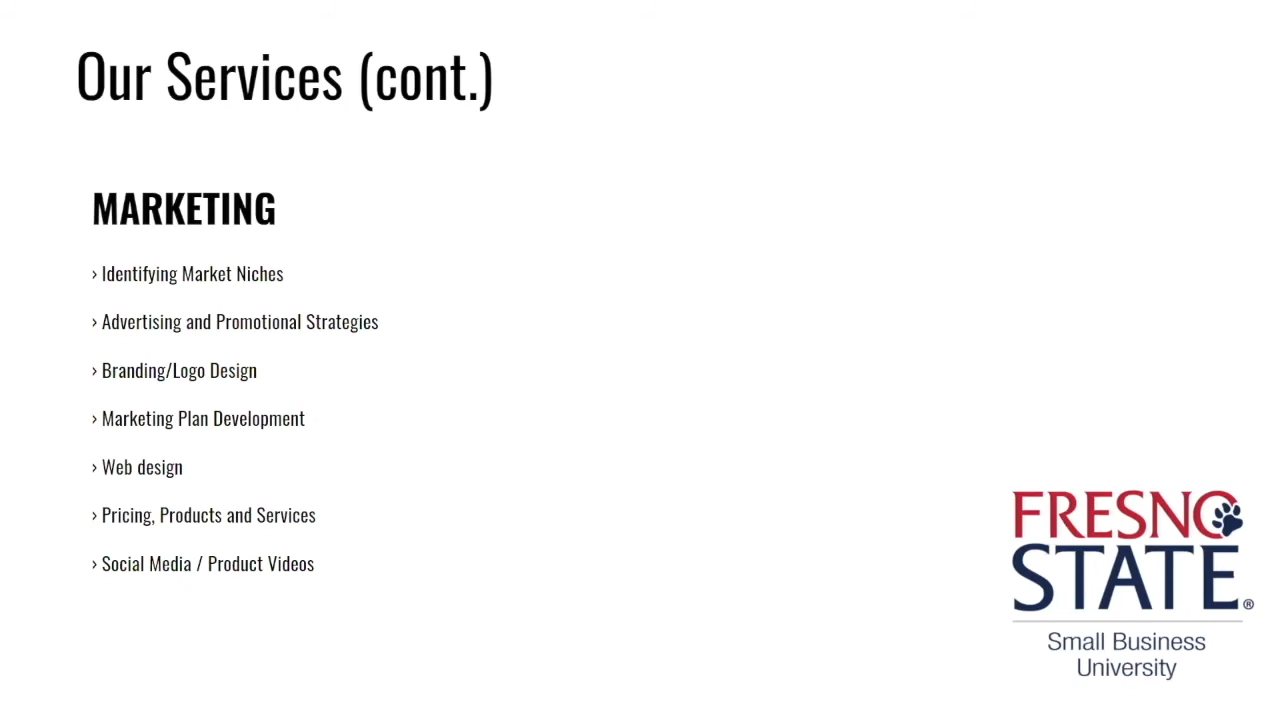 Our Services (cont.)
MARKETING
› Identifying Market Niches
› Advertising and Promotional Strategies
› Branding/Logo Design
› Marketing Plan Development
› Web design
› Pricing, Products and Services
› Social Media / Product Videos
FRESNO
STATE®
Small Business
University